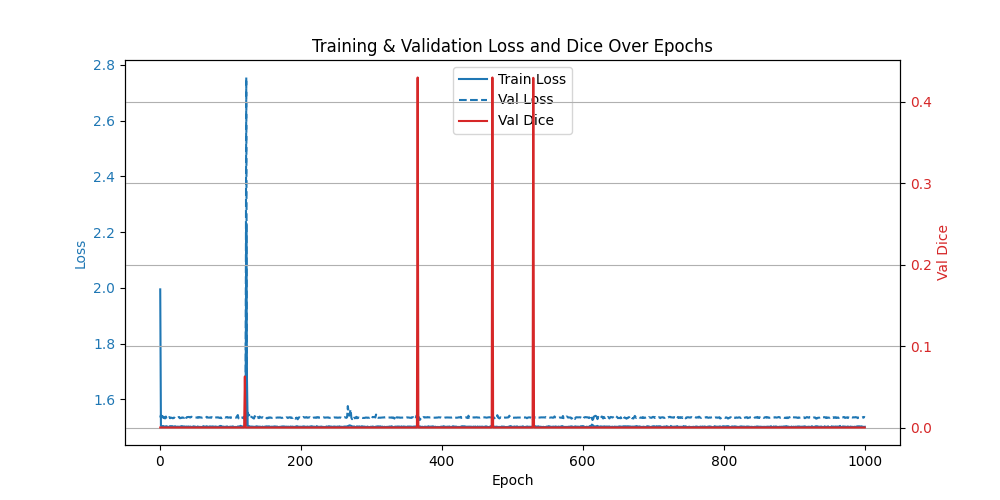 Training & Validation Loss and Dice Over Epochs
2.8
2.6
2.4
2.2
2.0
1.8
1.6
Loss
Train Loss
Val Loss
Val Dice
0.4
0.3
0.2
0.1
0.0
Val Dice
0 200 400 600 800 1000
Epoch